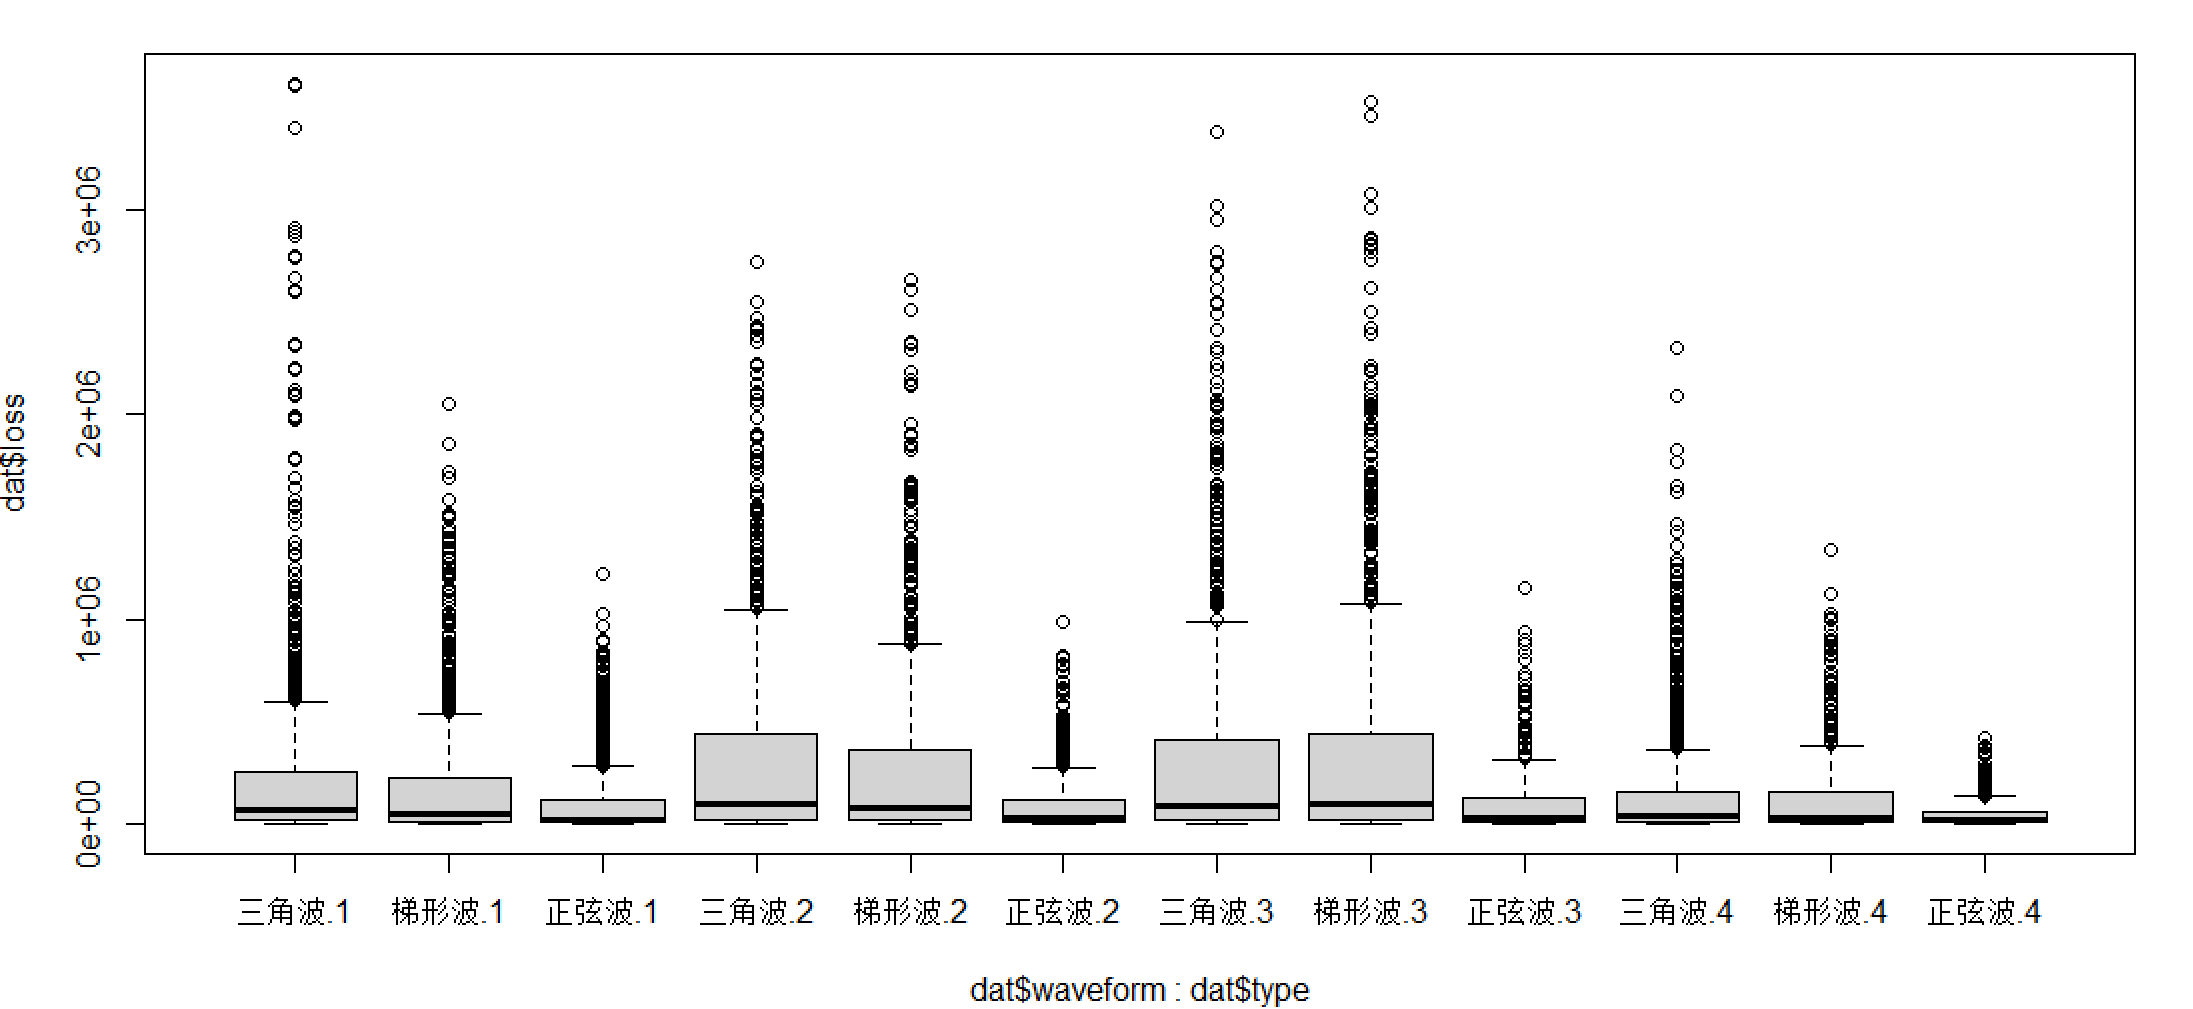 dat$loss
3e+06
2e+06
1e+06
0e+00
三角波.1 梯形波.1 正弦波.1 三角波.2 梯形波.2 正弦波.2 三角波.3 梯形波.3 正弦波.3 三角波.4 梯形波.4 正弦波.4
dat$waveform : dat$type